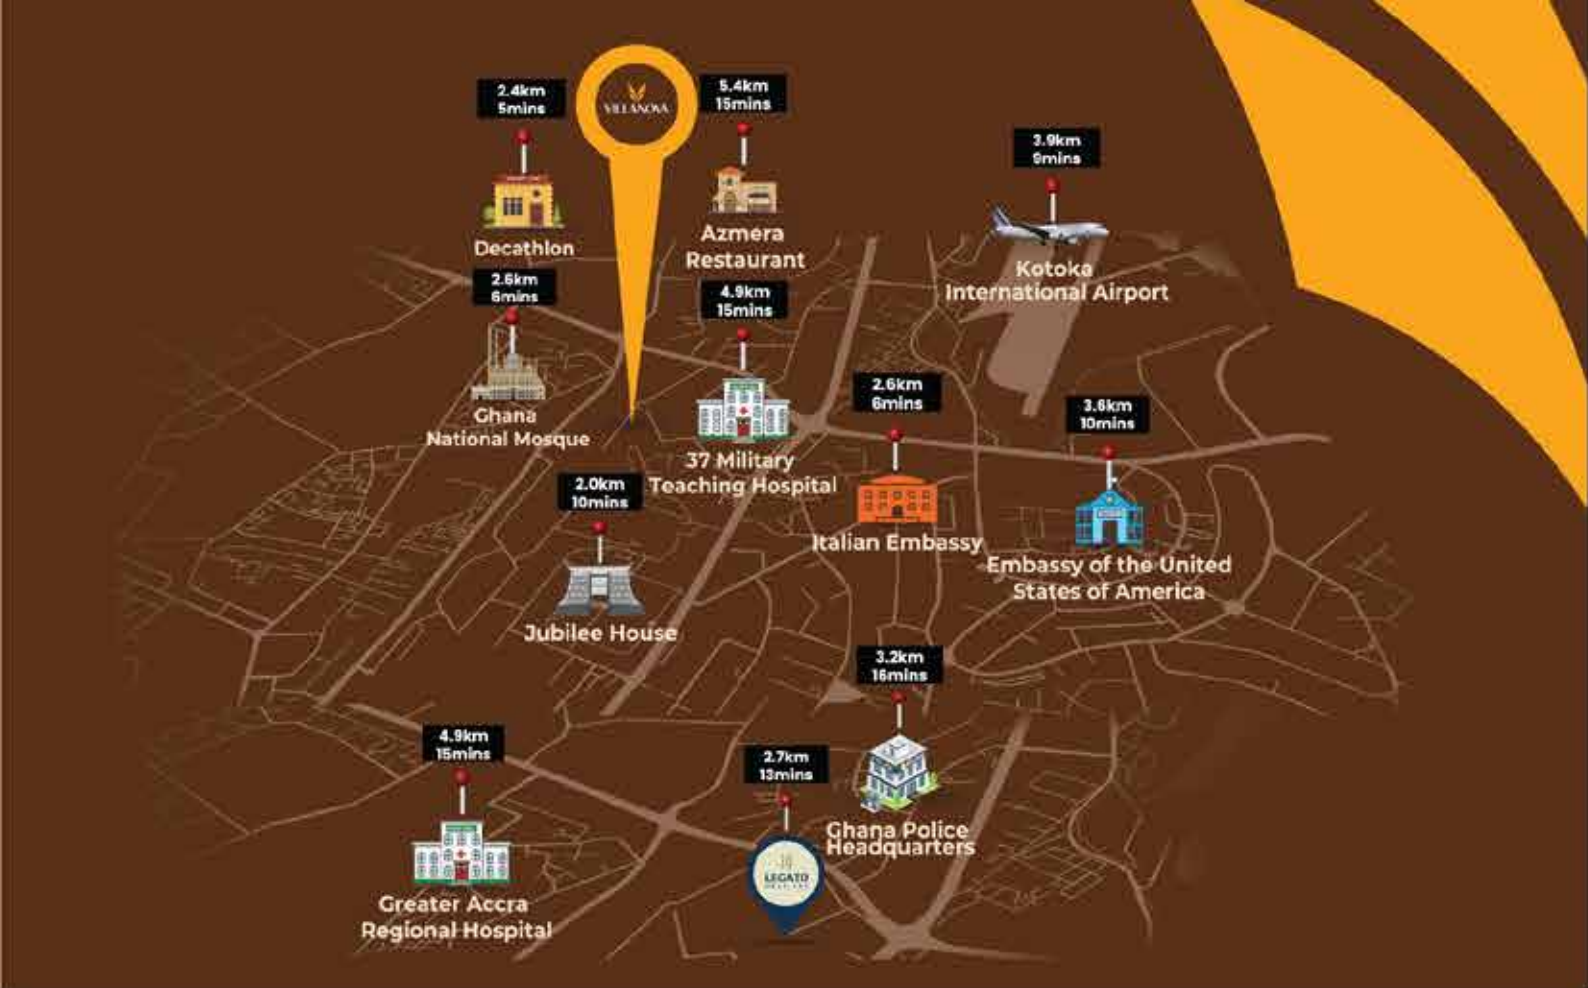 2.4km
5mins
VILLANOVA
5.4km
15mins
3.9km
9mins
Decathlon
Azmera
Restaurant
Kotoka
International Airport
2.6km
6mins
4.9km
15mins
Ghana
National Mosque
2.6km
6mins
3.6km
10mins
37 Military
Teaching Hospital
2.0km
10mins
Italian Embassy
Embassy of the United
States of America
Jubilee House
3.2km
16mins
4.9km
15mins
2.7km
13mins
Ghana Police
Headquarters
LEGATO
Greater Accra
Regional Hospital